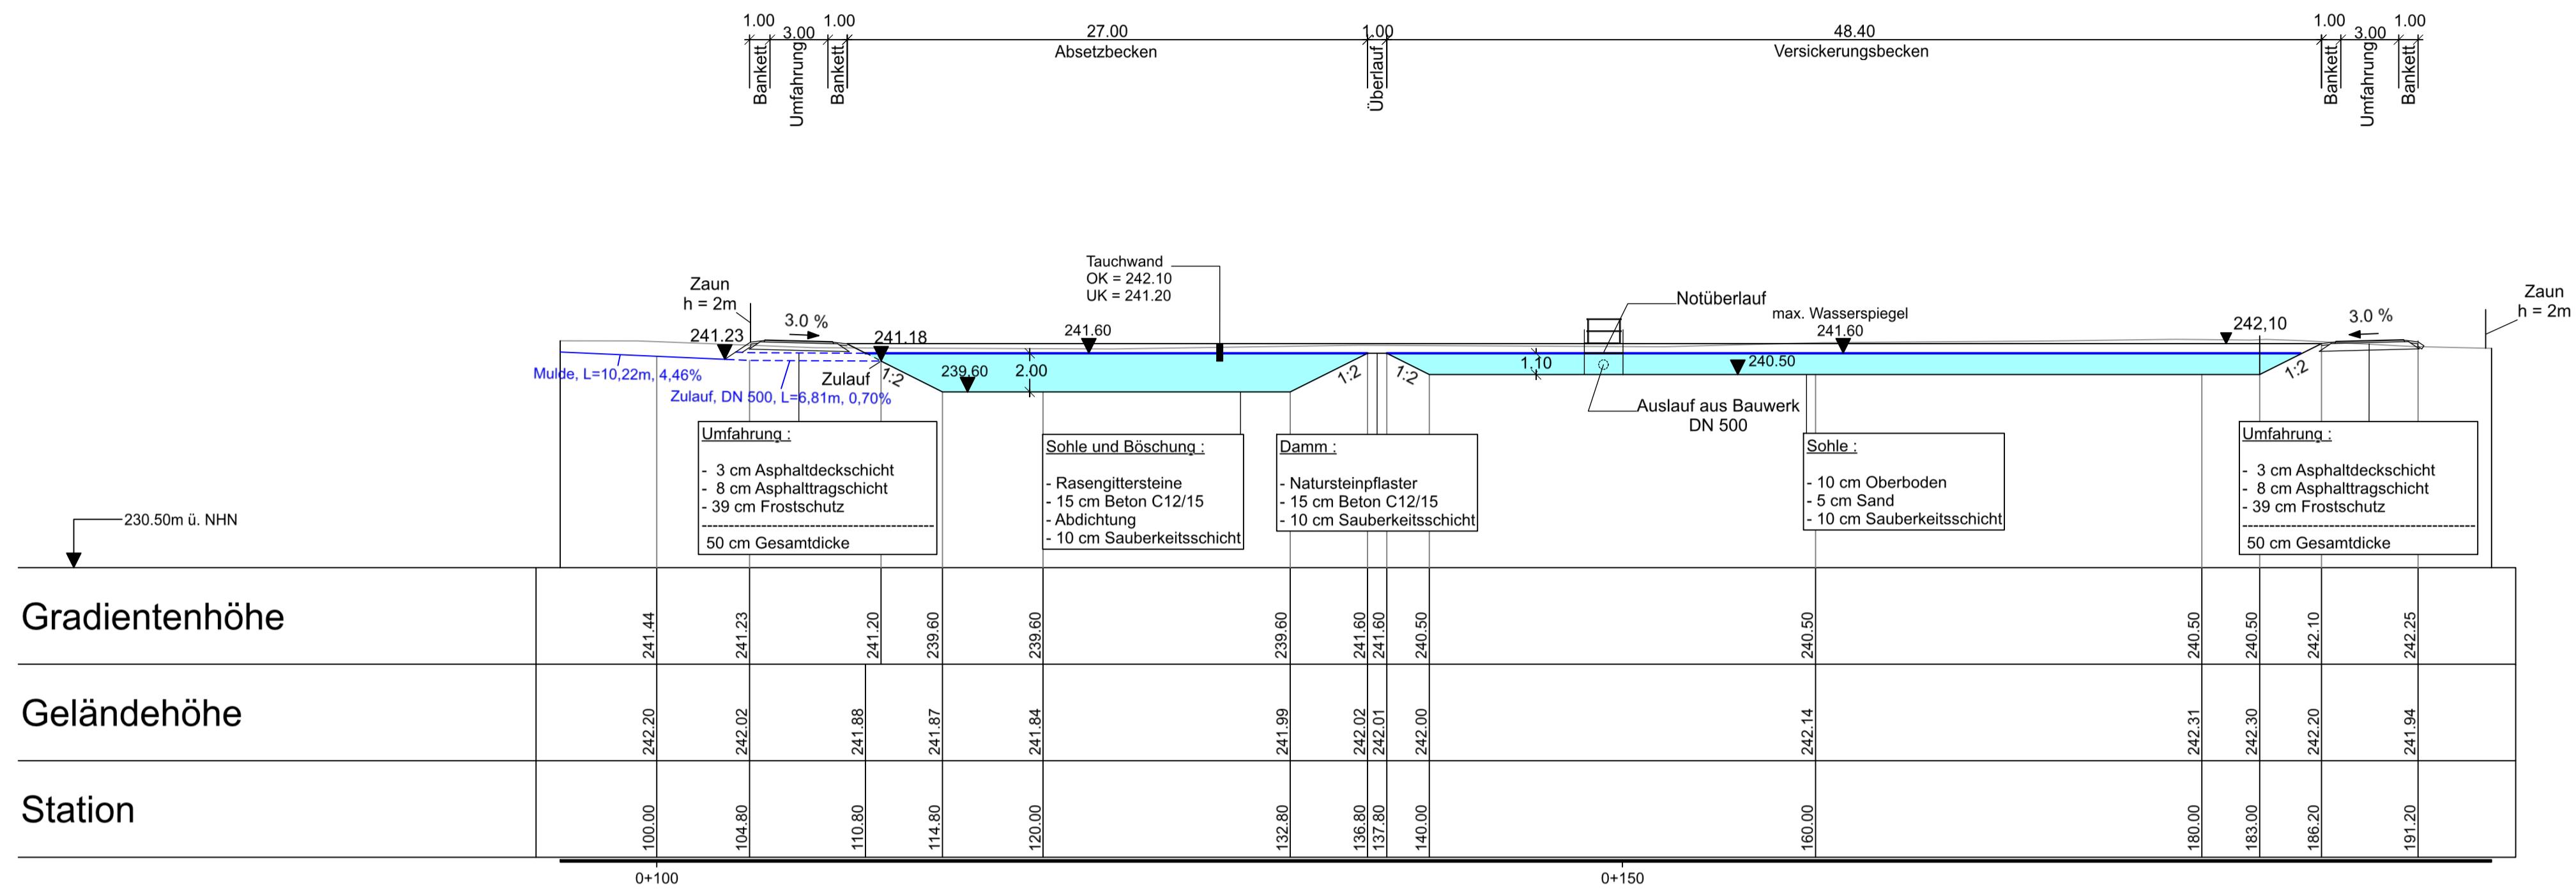 1.00
3.00
1.00
27.00
1.00
48.40
1.00
3.00
1.00
Bankett
Umfahrung
Bankett
Absetzbecken
Überlauf
Versickerungsbecken
Bankett
Umfahrung
Bankett
Zaun
h = 2m
3.0 %
241.23
241.18
Tauchwand
OK = 242.10
UK = 241.20
241.60
Notüberlauf
max. Wasserspiegel
241.60
242,10
3.0 %
Zaun
h = 2m
Mulde, L=10,22m, 4,46%
Zulauf
1:2
Zulauf, DN 500, L=6,81m, 0,70%
239.60
2.00
1:2
1:2
1,10
240.50
1:2
Auslauf aus Bauwerk
DN 500
Umfahrung :
- 3 cm Asphaltdeckschicht
- 8 cm Asphalttragschicht
- 39 cm Frostschutz
-------------------------------------------
50 cm Gesamtdicke
Sohle und Böschung :
- Rasengittersteine
- 15 cm Beton C12/15
- Abdichtung
- 10 cm Sauberkeitsschicht
Damm :
- Natursteinpflaster
- 15 cm Beton C12/15
- 10 cm Sauberkeitsschicht
Sohle :
- 10 cm Oberboden
- 5 cm Sand
- 10 cm Sauberkeitsschicht
Umfahrung :
- 3 cm Asphaltdeckschicht
- 8 cm Asphalttragschicht
- 39 cm Frostschutz
-------------------------------------------
50 cm Gesamtdicke
230.50m ü. NHN
Gradientenhöhe
241.44
241.23
241.20
239.60
239.60
239.60
241.60
241.60
240.50
240.50
240.50
240.50
242.10
242.25
Geländehöhe
242.20
242.02
241.88
241.87
241.84
241.99
242.02
242.01
242.00
242.14
242.31
242.30
242.20
241.94
Station
100.00
104.80
110.80
114.80
120.00
132.80
136.80
137.80
140.00
160.00
180.00
183.00
186.20
191.20
0+100
0+150